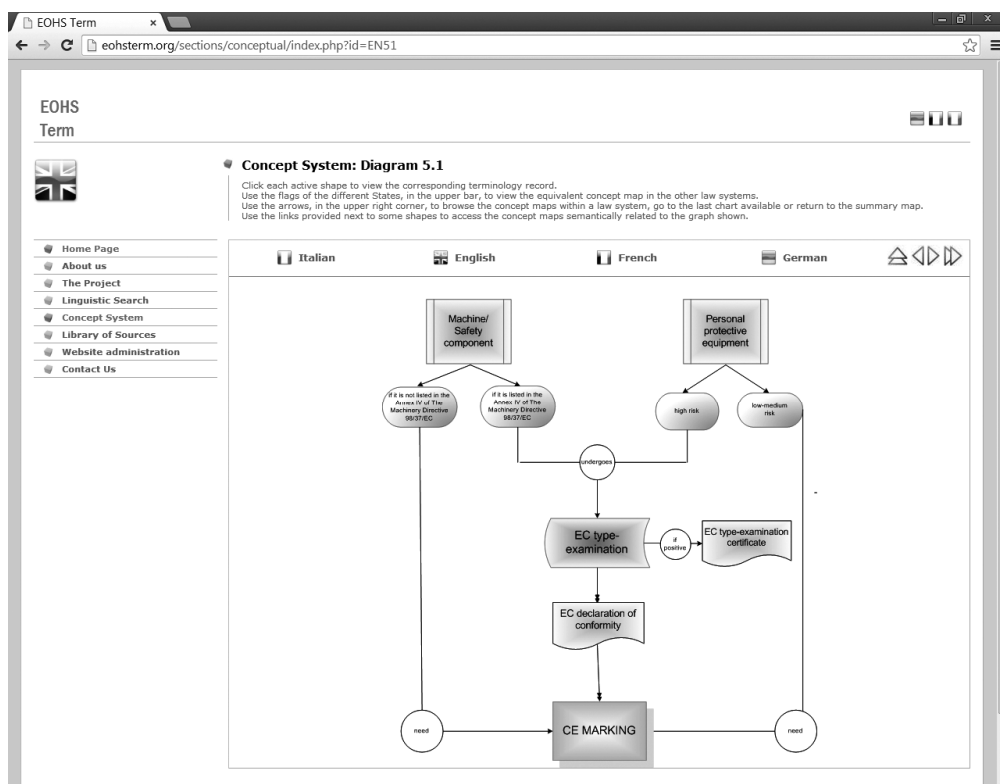 EOHS Term
eohsterm.org/sections/conceptual/index.php?id=EN51
EOHS
Term
Concept System: Diagram 5.1
Click each active shape to view the corresponding terminology record.
Use the flags of the different States, in the upper bar, to view the equivalent concept map in the other law systems.
Use the arrows, in the upper right corner, to browse the concept maps within a law system, go to the last chart available or return to the summary map.
Use the links provided next to some shapes to access the concept maps semantically related to the graph shown.
Home Page
About us
The Project
Linguistic Search
Concept System
Library of Sources
Website administration
Contact Us
Italian
English
French
German
Machine/
Safety
component
Personal
protective
equipment
if it is not listed in the
Annex IV of The
Machinery Directive
98/37/EC
if it is listed in the
Annex IV of The
Machinery Directive
98/37/EC
high risk
low-medium
risk
undergoes
EC type-
examination
if
positive
EC type-examination
certificate
EC declaration of
conformity
need
CE MARKING
need